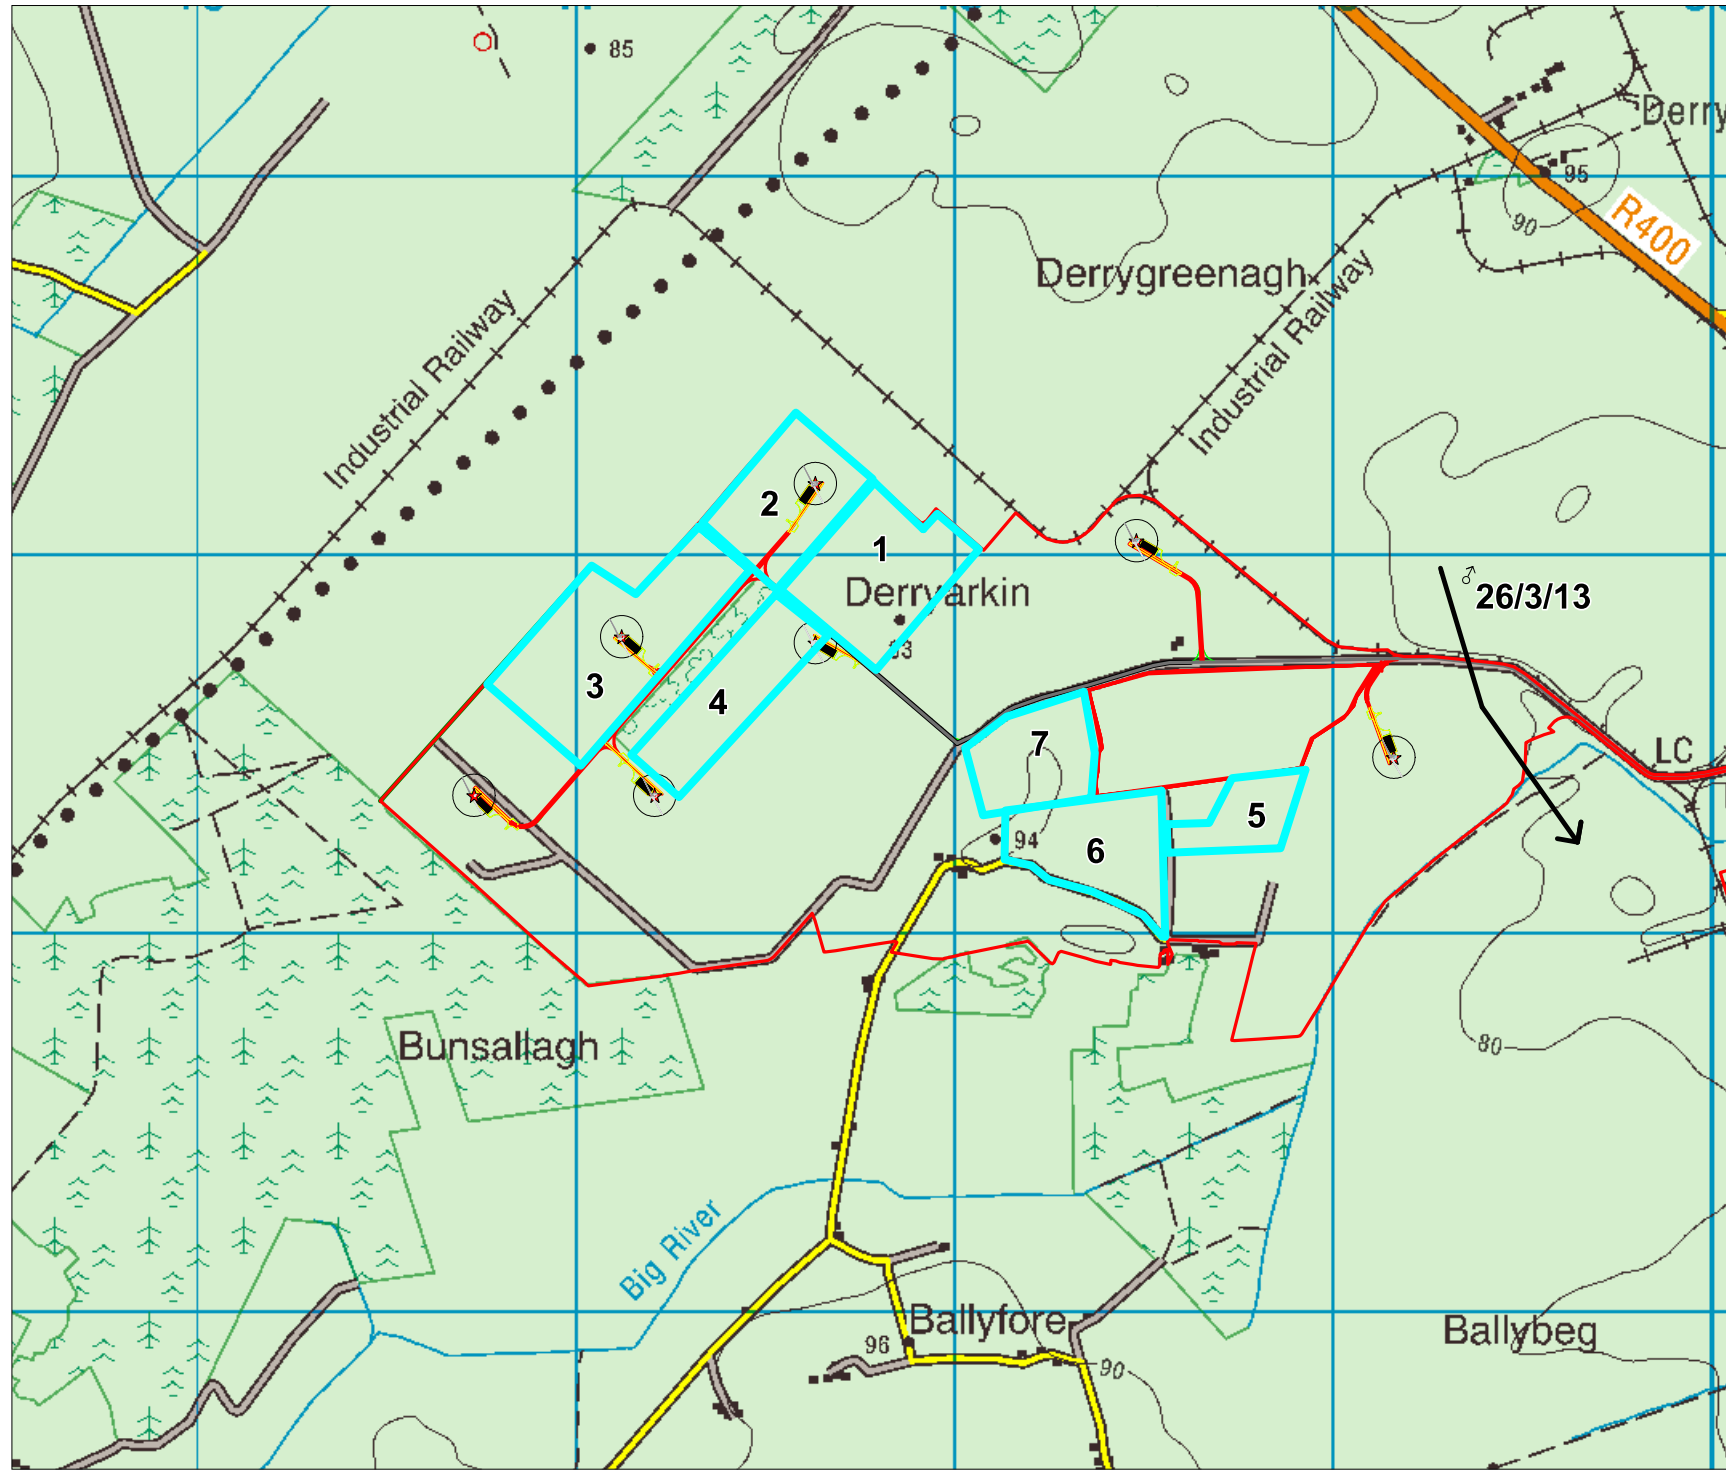 85
Derry
95
90
R400
Derrygreenagh
Industrial Railway
Industrial Railway
2
1
Derryarkin
♂
26/3/13
3
4
7
LC
5
94
6
80
Bunsallagh
Big River
Ballyfore
96
90
Ballybeg